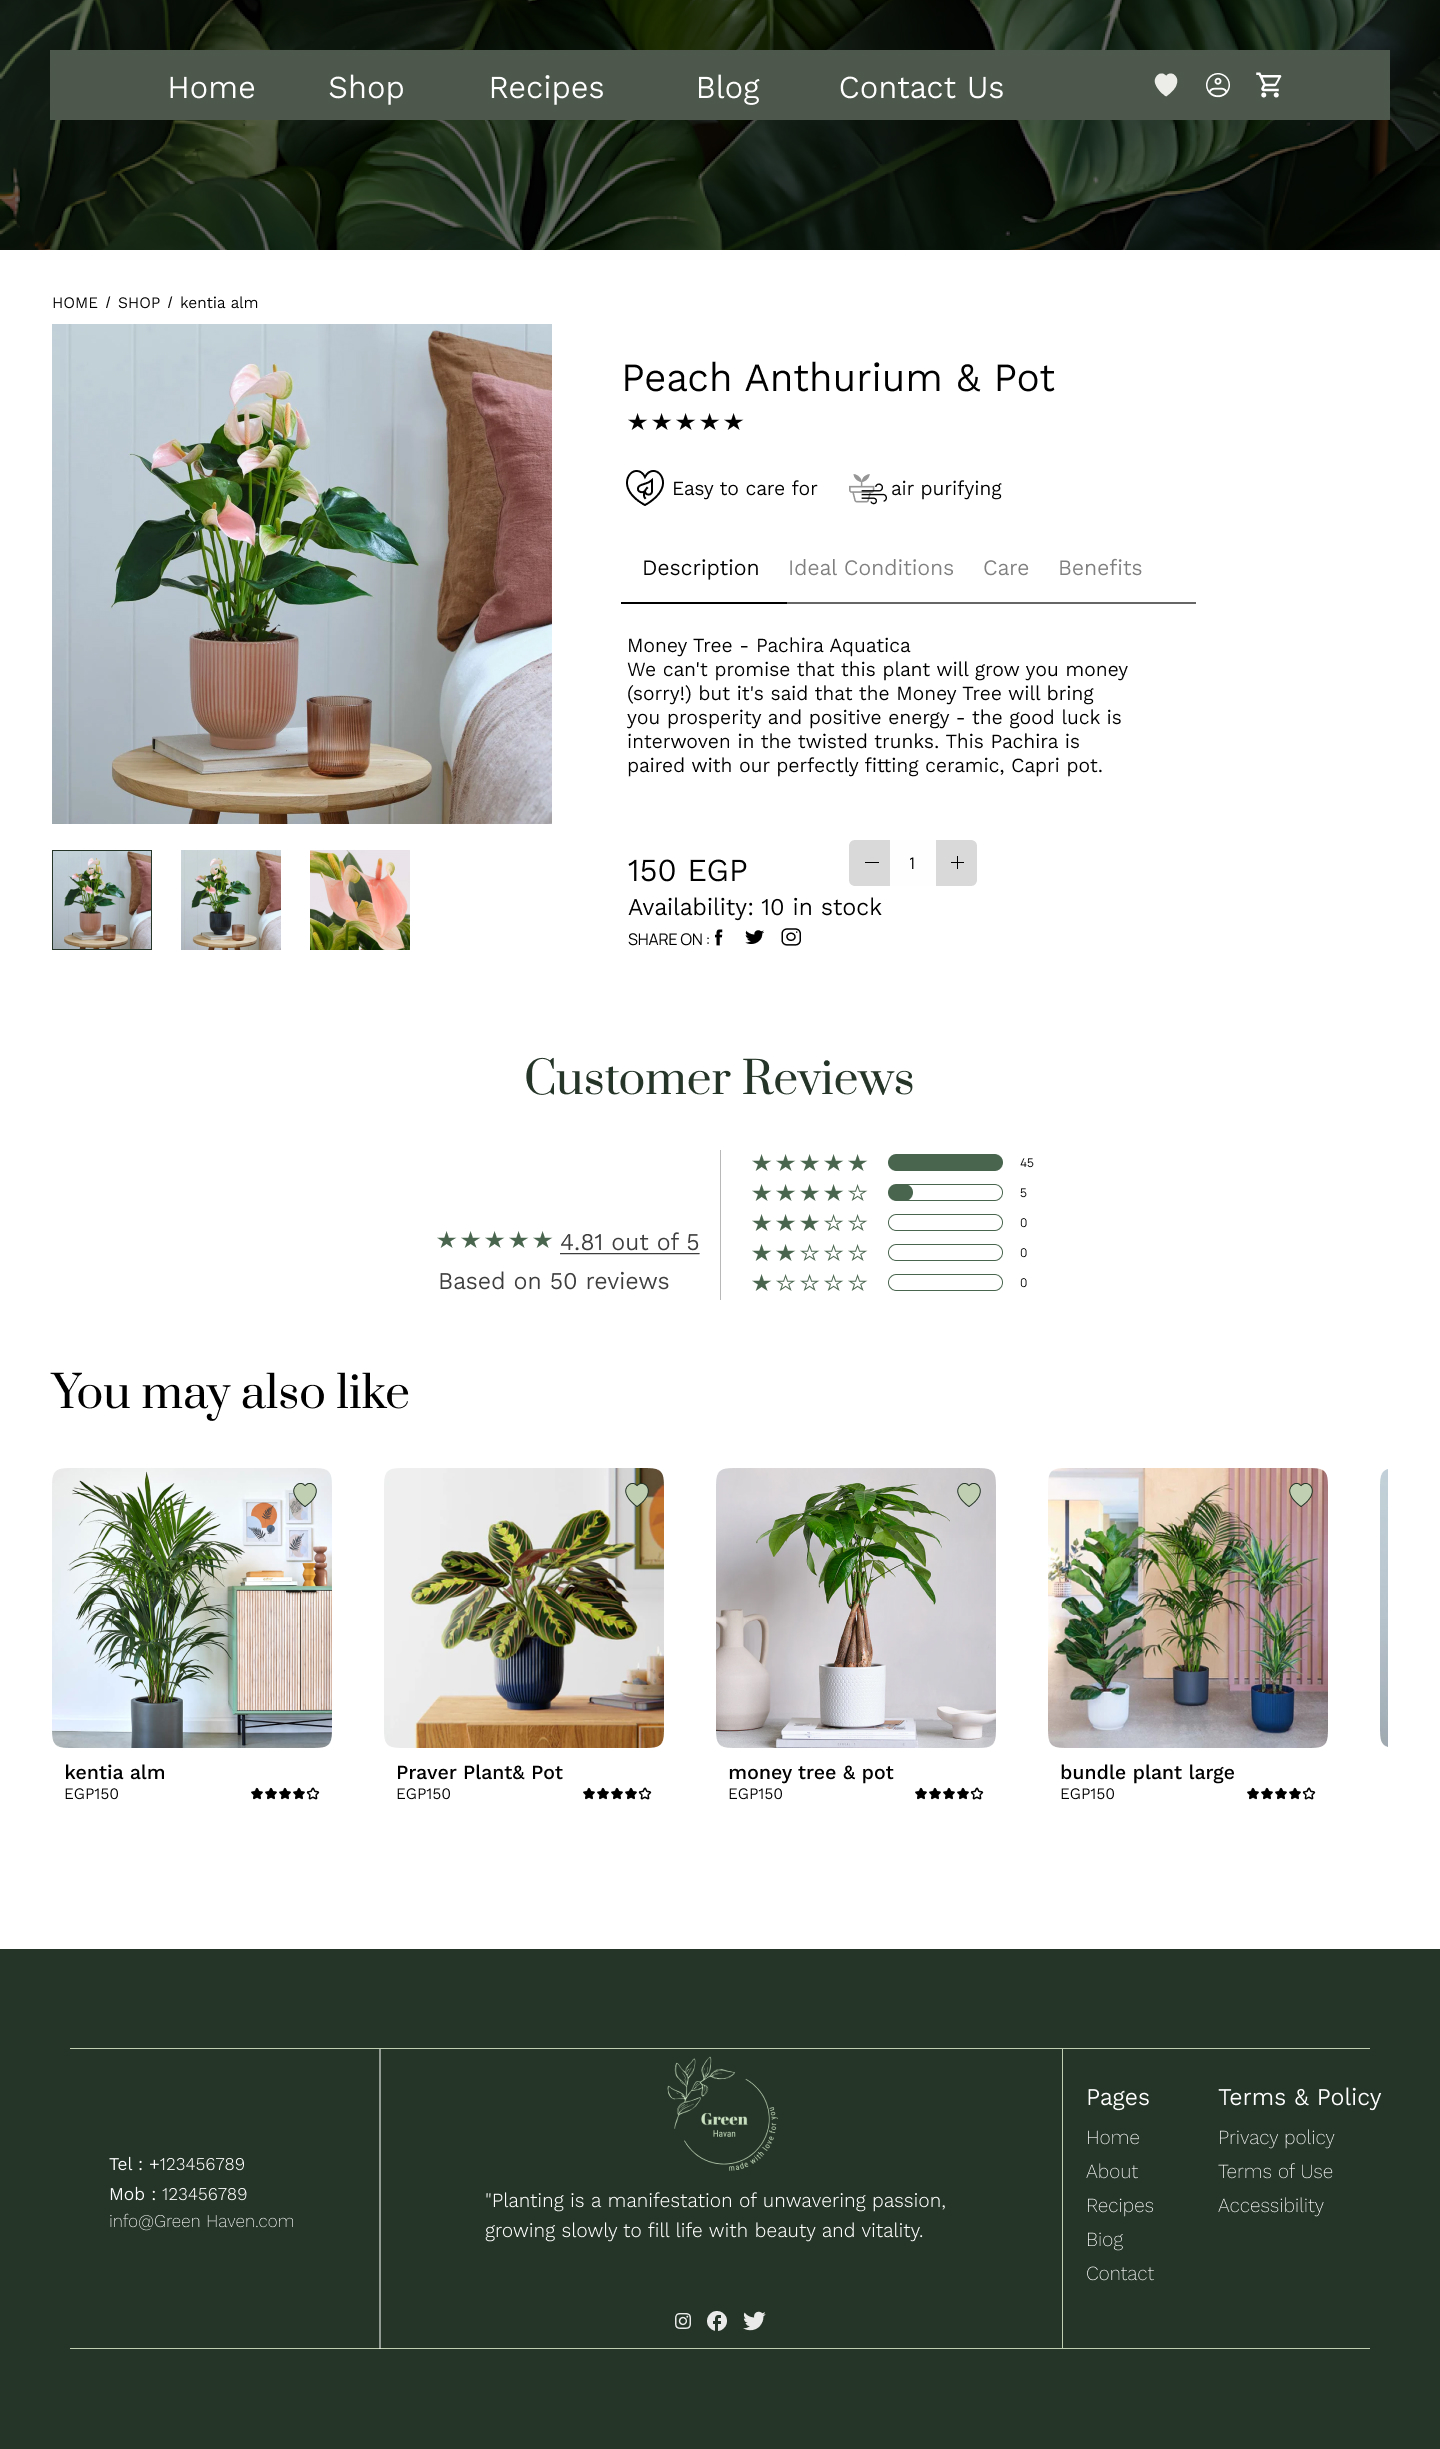 Home Shop Recipes Blog Contact Us
HOME / SHOP / kentia alm
Peach Anthurium & Pot
Easy to care for air purifying
Description Ideal Conditions Care Benefits
Money Tree - Pachira Aquatica
We can't promise that this plant will grow you money
(sorry!) but it's said that the Money Tree will bring
you prosperity and positive energy - the good luck is
interwoven in the twisted trunks. This Pachira is
paired with our perfectly fitting ceramic, Capri pot.
150 EGP 1
Availability: 10 in stock
SHARE ON :
Customer Reviews
45
5
0
0
0
4.81 out of 5
Based on 50 reviews
You may also like
kentia alm
EGP150
Praver Plant& Pot
EGP150
money tree & pot
EGP150
bundle plant large
EGP150
Tel : +123456789
Mob : 123456789
info@Green Haven.com
Green
Havan
made with love for you
"Planting is a manifestation of unwavering passion,
growing slowly to fill life with beauty and vitality.
Pages
Home
About
Recipes
Biog
Contact
Terms & Policy
Privacy policy
Terms of Use
Accessibility